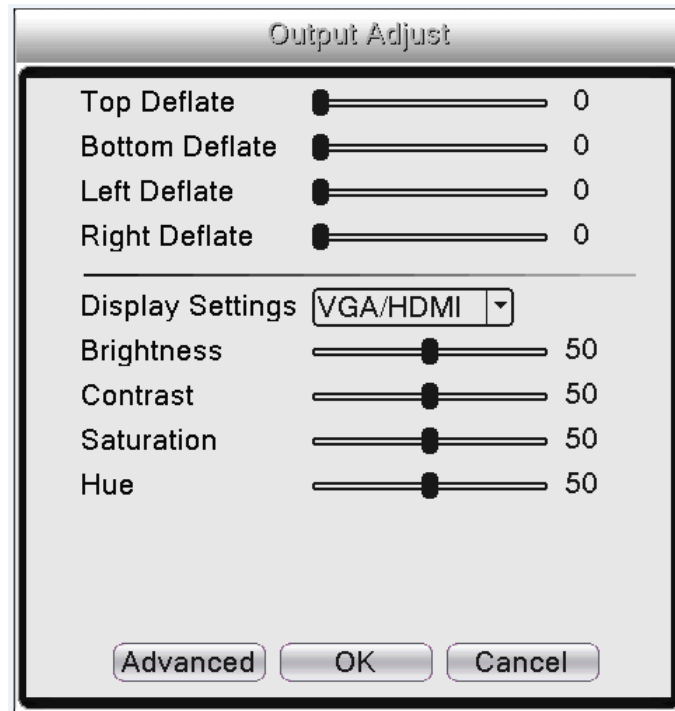 Output Adjust
Top Deflate 0
Bottom Deflate 0
Left Deflate 0
Right Deflate 0
Display Settings VGA/HDMI
Brightness 50
Contrast 50
Saturation 50
Hue 50
Advanced OK Cancel